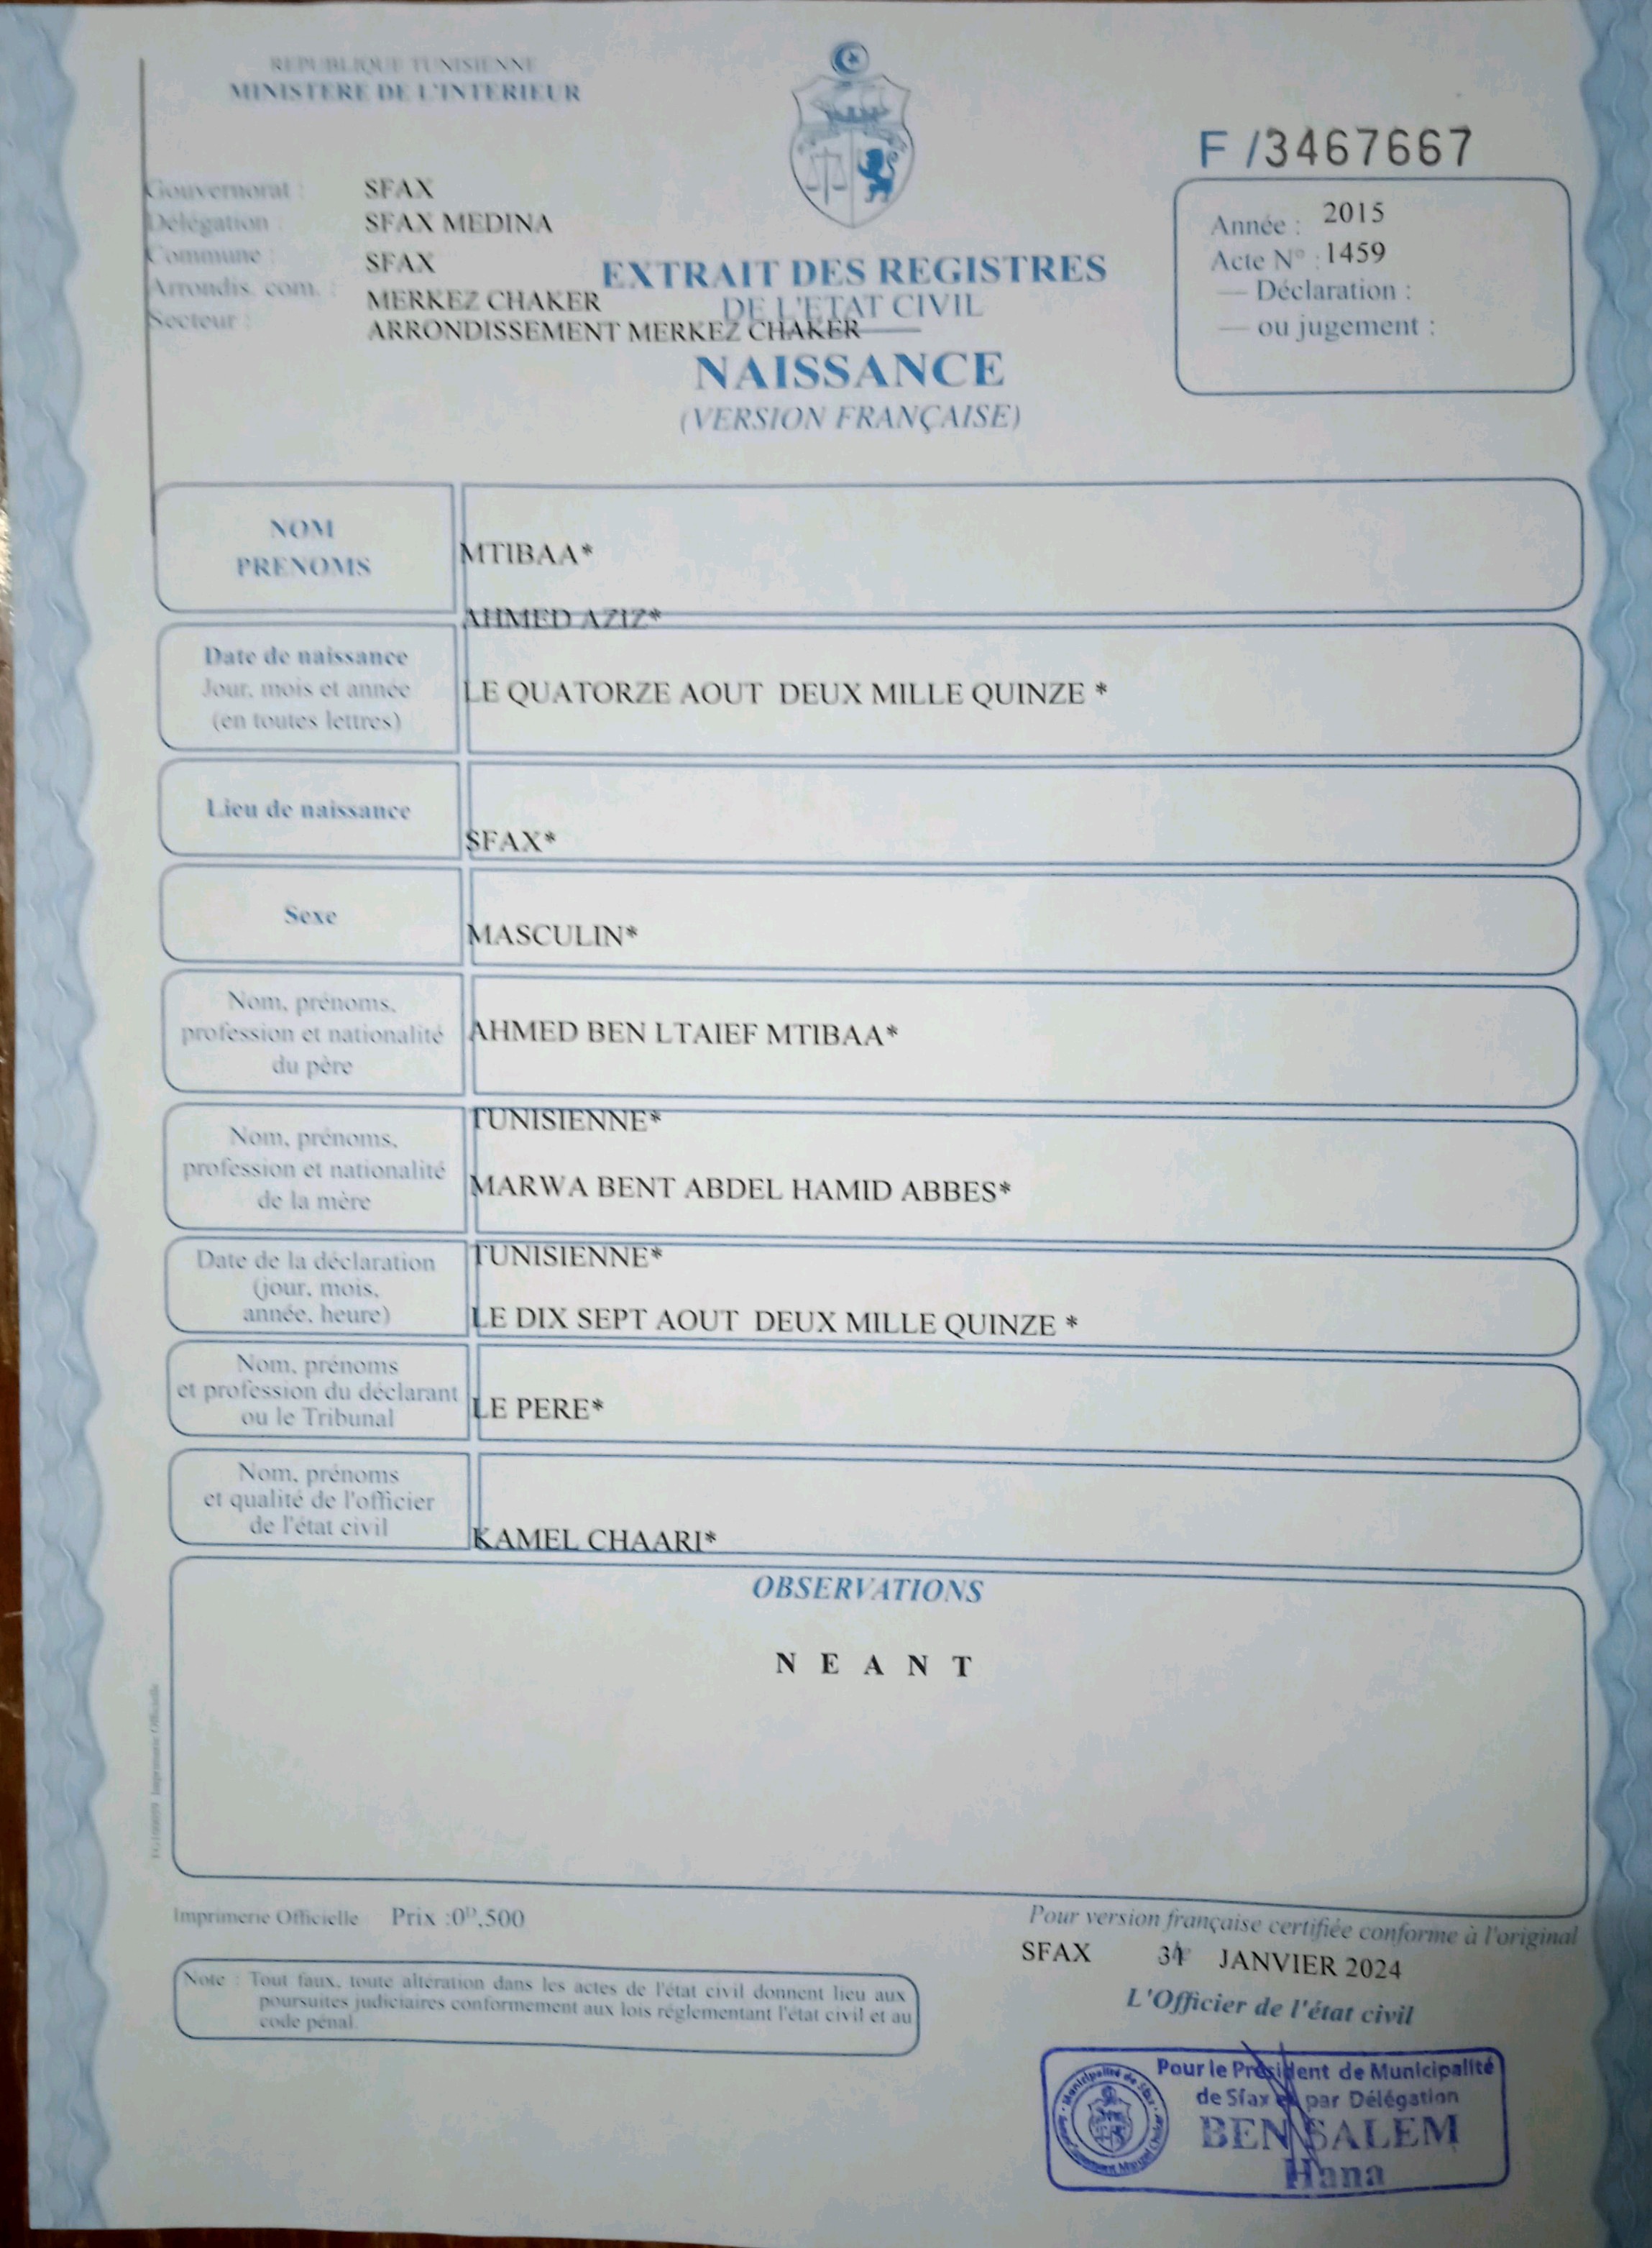 REPUBLIQUE TUNISIENNE
MINISTERE DE L'INTERIEUR
F /3467667
Gouvernorat : SFAX
Délégation : SFAX MEDINA
Commune : SFAX
Arrondis. com. : MERKEZ CHAKER
Secteur : ARRONDISSEMENT MERKEZ CHAKER
Année : 2015
Acte N° : 1459
— Déclaration :
— ou jugement :
EXTRAIT DES REGISTRES
DE L'ETAT CIVIL
NAISSANCE
(VERSION FRANÇAISE)
NOM
PRENOMS
MTIBAA*
AHMED AZIZ*
Date de naissance
Jour, mois et année
(en toutes lettres)
LE QUATORZE AOUT DEUX MILLE QUINZE *
Lieu de naissance
SFAX*
Sexe
MASCULIN*
Nom, prénoms,
profession et nationalité
du père
AHMED BEN LTAIEF MTIBAA*
TUNISIENNE*
Nom, prénoms,
profession et nationalité
de la mère
MARWA BENT ABDEL HAMID ABBES*
TUNISIENNE*
Date de la déclaration
(jour, mois,
année, heure)
LE DIX SEPT AOUT DEUX MILLE QUINZE *
Nom, prénoms
et profession du déclarant
ou le Tribunal
LE PERE*
Nom, prénoms
et qualité de l'officier
de l'état civil
KAMEL CHAARI*
OBSERVATIONS
N E A N T
Imprimerie Officielle
Imprimerie Officielle Prix :0ᴰ,500
Note : Tout faux, toute altération dans les actes de l'état civil donnent lieu aux
poursuites judiciaires conformement aux lois réglementant l'état civil et au
code pénal.
Pour version française certifiée conforme à l'original
SFAX JANVIER 2024
L'Officier de l'état civil
Pour le Président de Municipalité
de Sfax et par Délégation
BEN SALEM
Hana
Municipalité de Sfax